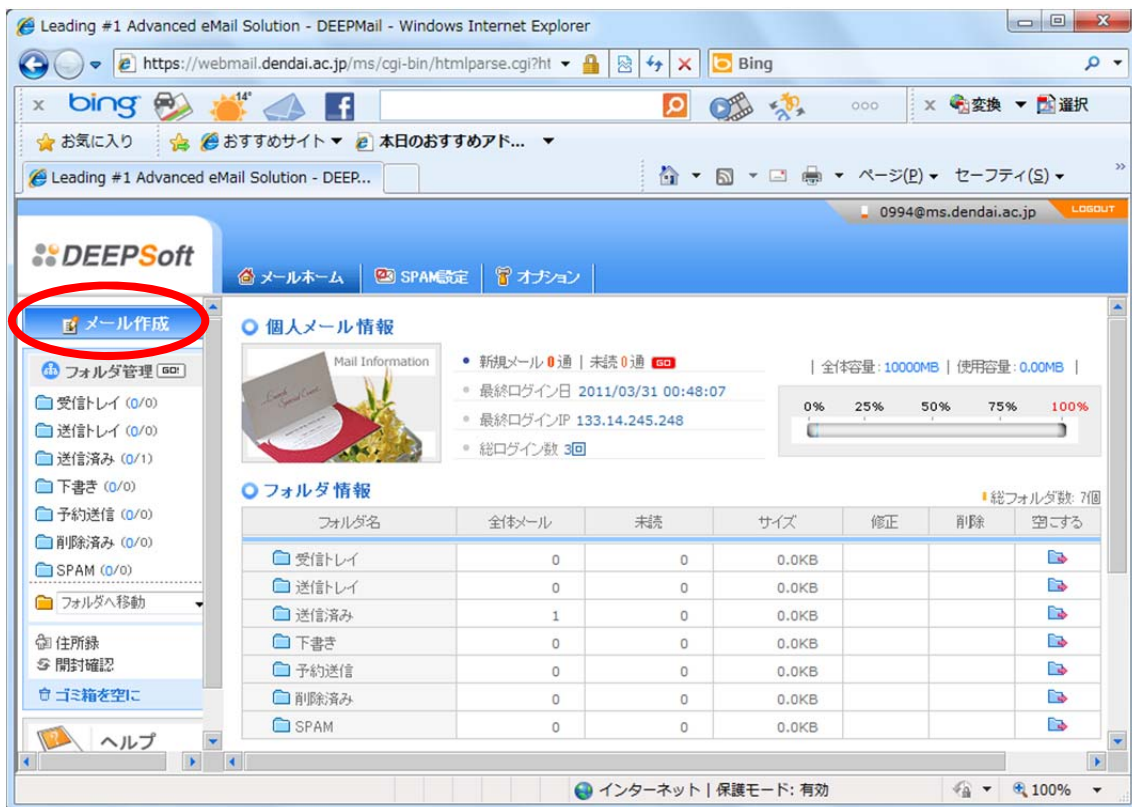 Leading #1 Advanced eMail Solution - DEEPMail - Windows Internet Explorer
https://webmail.dendai.ac.jp/ms/cgi-bin/htmlparse.cgi?ht
Bing
x bing 14° x 変換 選択
お気に入り おすすめサイト 本日のおすすめアド...
Leading #1 Advanced eMail Solution - DEEP... ページ(P) セーフティ(S) »
0994@ms.dendai.ac.jp LOGOUT
DEEPSoft
メールホーム SPAM設定 オプション
メール作成
フォルダ管理 GO!
受信トレイ (0/0)
送信トレイ (0/0)
送信済み (0/1)
下書き (0/0)
予約送信 (0/0)
削除済み (0/0)
SPAM (0/0)
フォルダへ移動
住所録
開封確認
ゴミ箱を空に
ヘルプ
個人メール情報
Mail Information
新規メール 0通 | 未読 0通 GO
最終ログイン日 2011/03/31 00:48:07
最終ログインIP 133.14.245.248
総ログイン数 3回
| 全体容量 : 10000MB | 使用容量 : 0.00MB |
0% 25% 50% 75% 100%
フォルダ情報
総フォルダ数: 7個
フォルダ名 全体メール 未読 サイズ 修正 削除 空にする
受信トレイ 0 0 0.0KB
送信トレイ 0 0 0.0KB
送信済み 1 0 0.0KB
下書き 0 0 0.0KB
予約送信 0 0 0.0KB
削除済み 0 0 0.0KB
SPAM 0 0 0.0KB
インターネット | 保護モード: 有効 100%